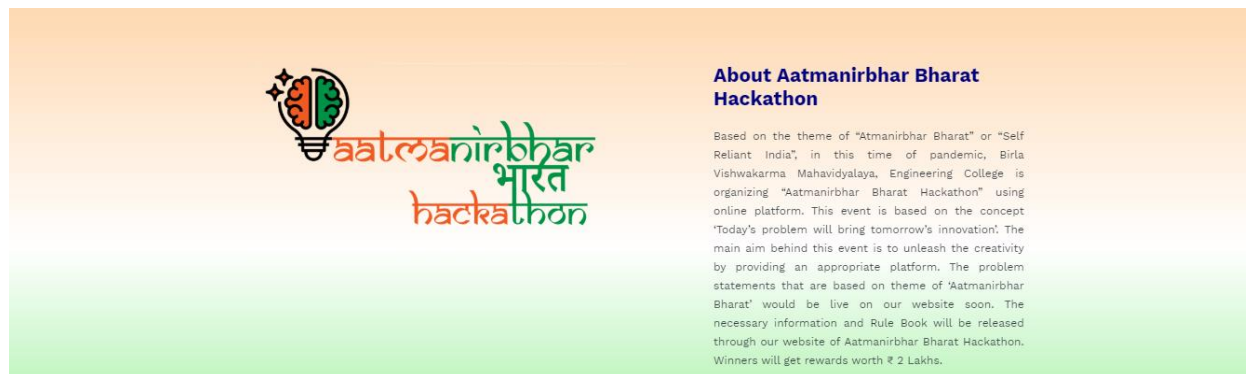 aatmanirbhar
भारत
hackathon
About Aatmanirbhar Bharat
Hackathon
Based on the theme of “Atmanirbhar Bharat” or “Self
Reliant India”, in this time of pandemic, Birla
Vishwakarma Mahavidyalaya, Engineering College is
organizing “Aatmanirbhar Bharat Hackathon” using
online platform. This event is based on the concept
‘Today’s problem will bring tomorrow’s innovation’. The
main aim behind this event is to unleash the creativity
by providing an appropriate platform. The problem
statements that are based on theme of ‘Aatmanirbhar
Bharat’ would be live on our website soon. The
necessary information and Rule Book will be released
through our website of Aatmanirbhar Bharat Hackathon.
Winners will get rewards worth ₹ 2 Lakhs.